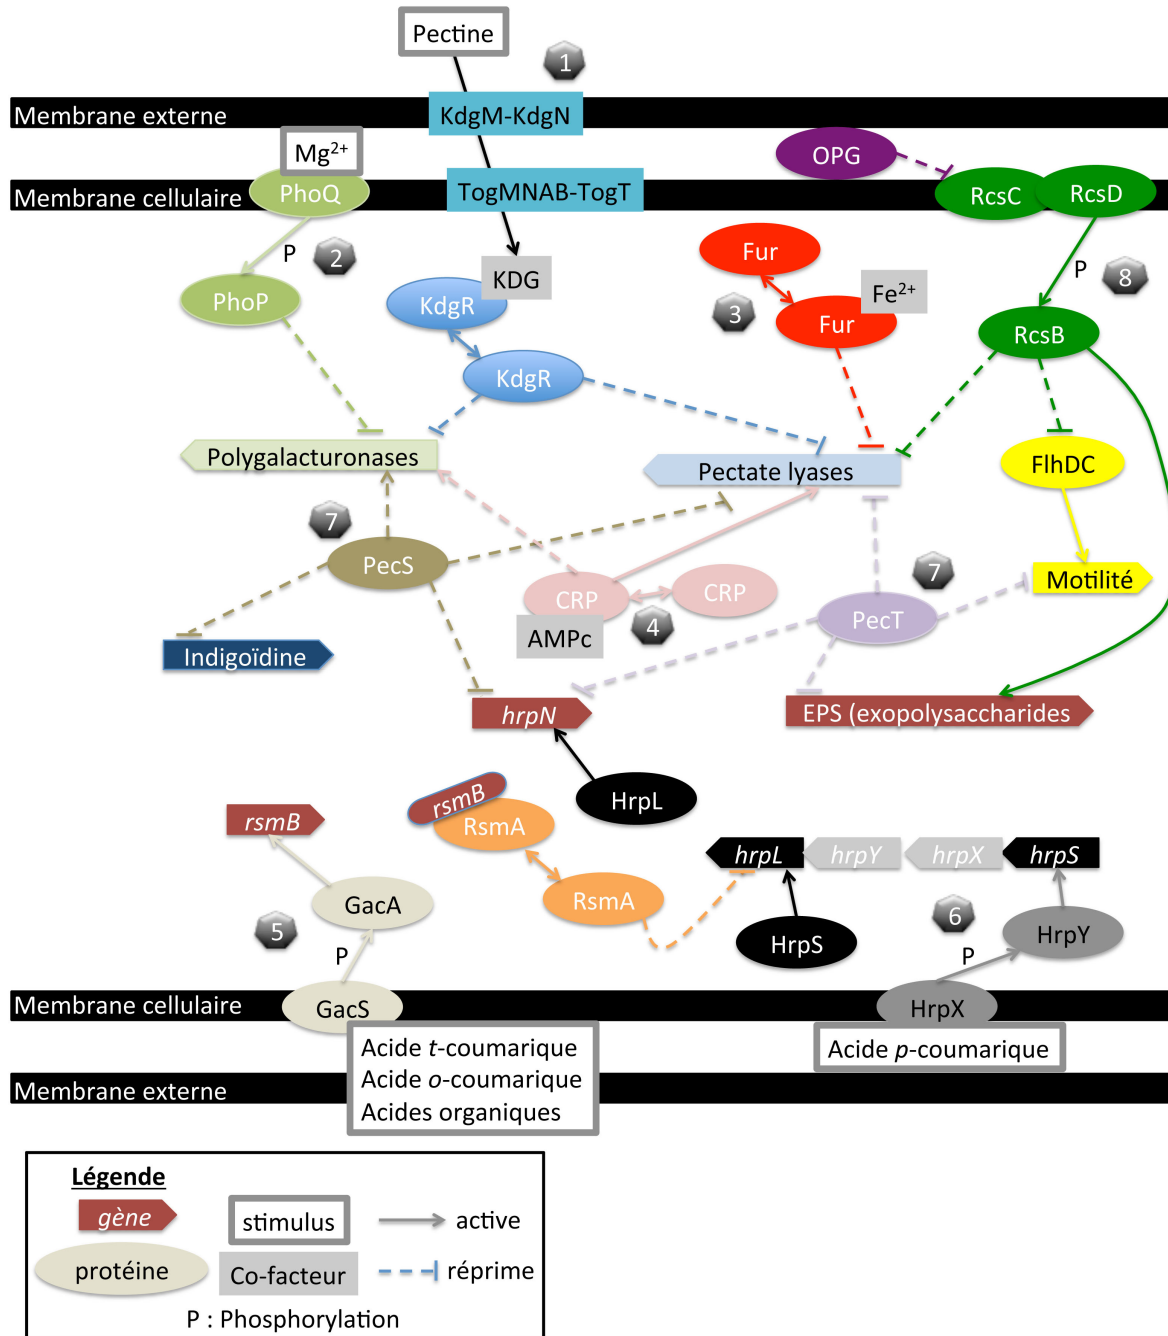 Pectine
1
Membrane externe
KdgM-KdgN
Mg²⁺
OPG
Membrane cellulaire
PhoQ
TogMNAB-TogT
RcsC
RcsD
P
2
KDG
Fur
P
8
PhoP
KdgR
3
Fur
Fe²⁺
RcsB
KdgR
Polygalacturonases
Pectate lyases
FlhDC
7
PecS
CRP
CRP
7
Motilité
AMPc
4
PecT
Indigoïdine
hrpN
EPS (exopolysaccharides
HrpL
rsmB
rsmB
RsmA
hrpL
hrpY
hrpX
hrpS
GacA
RsmA
5
6
HrpS
HrpY
P
P
Membrane cellulaire
GacS
HrpX
Acide t-coumarique
Acide o-coumarique
Acides organiques
Acide p-coumarique
Membrane externe
Légende
gène
stimulus
active
protéine
Co-facteur
réprime
P : Phosphorylation